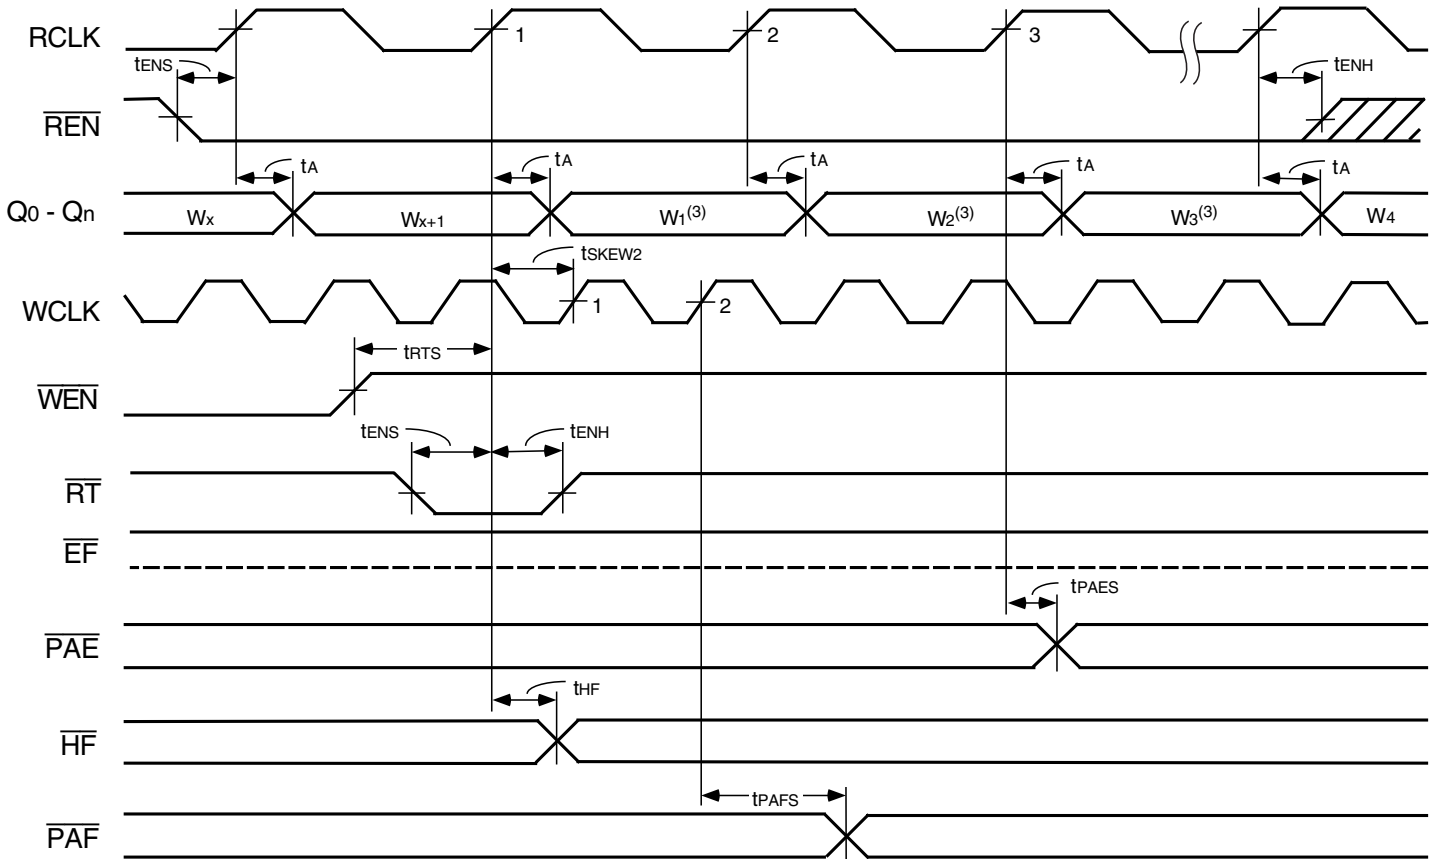 RCLK
1
2
3
tENS
tENH
REN
tA
tA
tA
tA
tA
Q0 - Qn
Wx
Wx+1
W1(3)
W2(3)
W3(3)
W4
tSKEW2
WCLK
1
2
tRTS
WEN
tENS
tENH
RT
EF
tPAES
PAE
tHF
HF
tPAFS
PAF